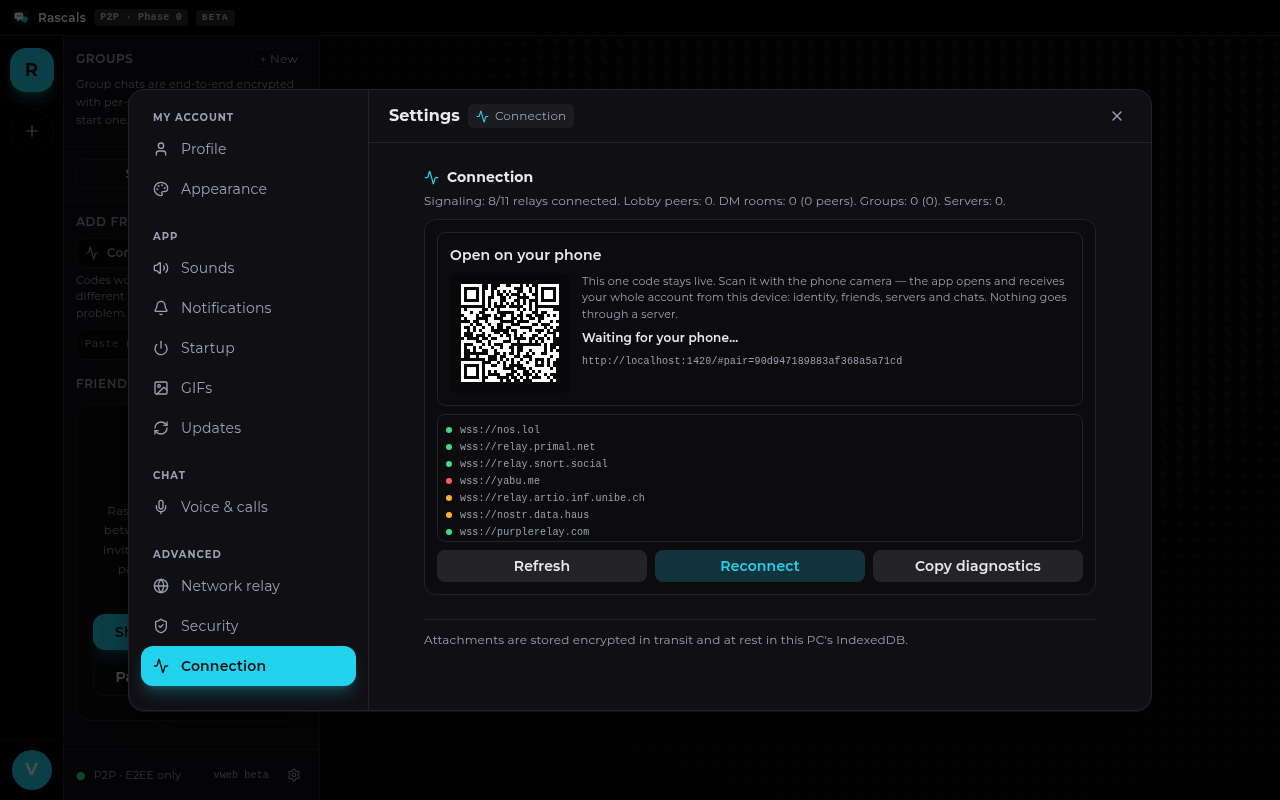 Rascals P2P · Phase 0 BETA
R
GROUPS + New
Group chats are end-to-end encrypted
with per-
start one,
MY ACCOUNT
Profile
Appearance
APP
Sounds
Notifications
Startup
GIFs
Updates
CHAT
Voice & calls
ADVANCED
Network relay
Security
Connection
Settings Connection
Connection
Signaling: 8/11 relays connected. Lobby peers: 0. DM rooms: 0 (0 peers). Groups: 0 (0). Servers: 0.
Open on your phone
This one code stays live. Scan it with the phone camera — the app opens and receives
your whole account from this device: identity, friends, servers and chats. Nothing goes
through a server.
Waiting for your phone…
http://localhost:1420/#pair=90d947189883af368a5a71cd
wss://nos.lol
wss://relay.primal.net
wss://relay.snort.social
wss://yabu.me
wss://relay.artio.inf.unibe.ch
wss://nostr.data.haus
wss://purplerelay.com
Refresh Reconnect Copy diagnostics
Attachments are stored encrypted in transit and at rest in this PC's IndexedDB.
ADD FR
Codes wo
different
problem.
Paste
FRIEND
V
P2P · E2EE only vweb beta